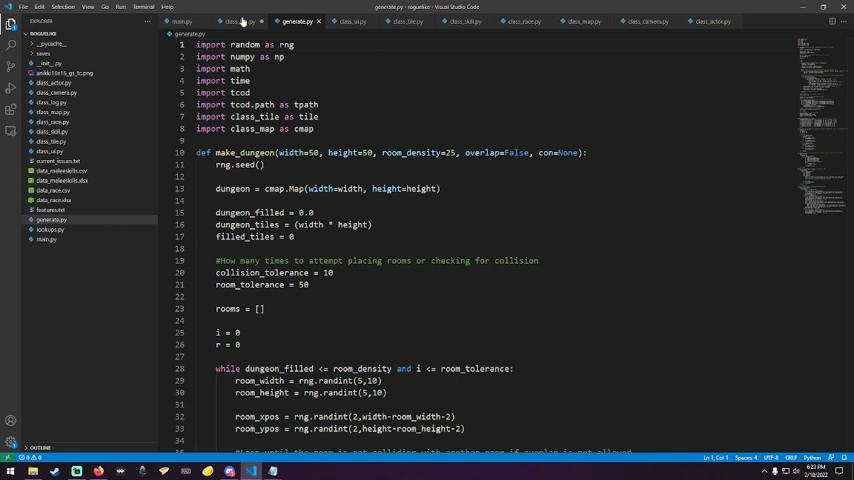 File Edit Selection View Go Run Terminal Help
generate.py - roguelike - Visual Studio Code
EXPLORER
main.py
generate.py
class_ui.py
class_tile.py
class_skill.py
class_race.py
class_map.py
class_camera.py
class_actor.py
ROGUELIKE
__pycache__
saves
__init__.py
class_actor.py
class_camera.py
class_log.py
class_map.py
class_race.py
class_skill.py
class_tile.py
class_ui.py
current_issues.txt
data_meleeskills.csv
data_meleeskills.xlsx
data_race.csv
data_race.xlsx
features.txt
generate.py
lookups.py
main.py
OUTLINE
generate.py
1 import random as rng
2 import numpy as np
3 import math
4 import time
5 import tcod
6 import tcod.path as tpath
7 import class_tile as tile
8 import class_map as cmap
9
10 def make_dungeon(width=50, height=50, room_density=25, overlap=False, con=None):
11 rng.seed()
12
13 dungeon = cmap.Map(width=width, height=height)
14
15 dungeon_filled = 0.0
16 dungeon_tiles = (width * height)
17 filled_tiles = 0
18
19 #How many times to attempt placing rooms or checking for collision
20 collision_tolerance = 10
21 room_tolerance = 50
22
23 rooms = []
24
25 i = 0
26 r = 0
27
28 while dungeon_filled <= room_density and i <= room_tolerance:
29 room_width = rng.randint(5,10)
30 room_height = rng.randint(5,10)
31
32 room_xpos = rng.randint(2,width-room_width-2)
33 room_ypos = rng.randint(2,height-room_height-2)
34
Ln 1, Col 1 Spaces: 4 UTF-8 CRLF Python
6:23 PM
2/18/2022